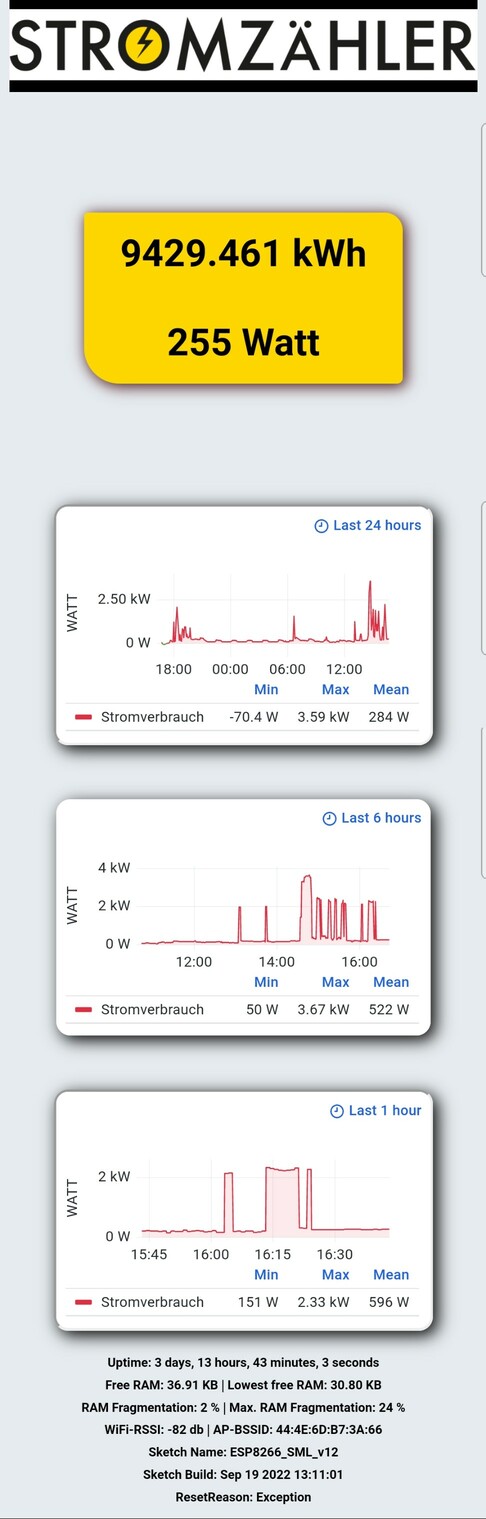 STROMZÄHLER
9429.461 kWh
255 Watt
Last 24 hours
WATT
2.50 kW
0 W
18:00 00:00 06:00 12:00
Min Max Mean
Stromverbrauch -70.4 W 3.59 kW 284 W
Last 6 hours
WATT
4 kW
2 kW
0 W
12:00 14:00 16:00
Min Max Mean
Stromverbrauch 50 W 3.67 kW 522 W
Last 1 hour
WATT
2 kW
0 W
15:45 16:00 16:15 16:30
Min Max Mean
Stromverbrauch 151 W 2.33 kW 596 W
Uptime: 3 days, 13 hours, 43 minutes, 3 seconds
Free RAM: 36.91 KB | Lowest free RAM: 30.80 KB
RAM Fragmentation: 2 % | Max. RAM Fragmentation: 24 %
WiFi-RSSI: -82 db | AP-BSSID: 44:4E:6D:B7:3A:66
Sketch Name: ESP8266_SML_v12
Sketch Build: Sep 19 2022 13:11:01
ResetReason: Exception